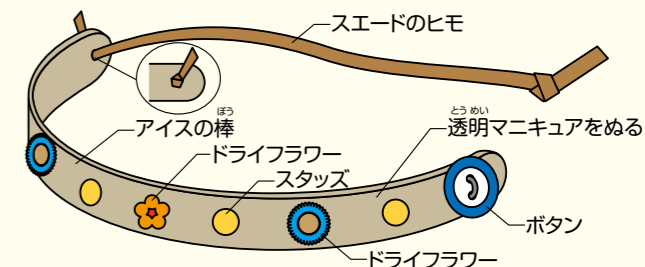 スエードのヒモ
アイスの棒
ぼう
ドライフラワー
スタッズ
透明マニキュアをぬる
とうめい
ボタン
ドライフラワー